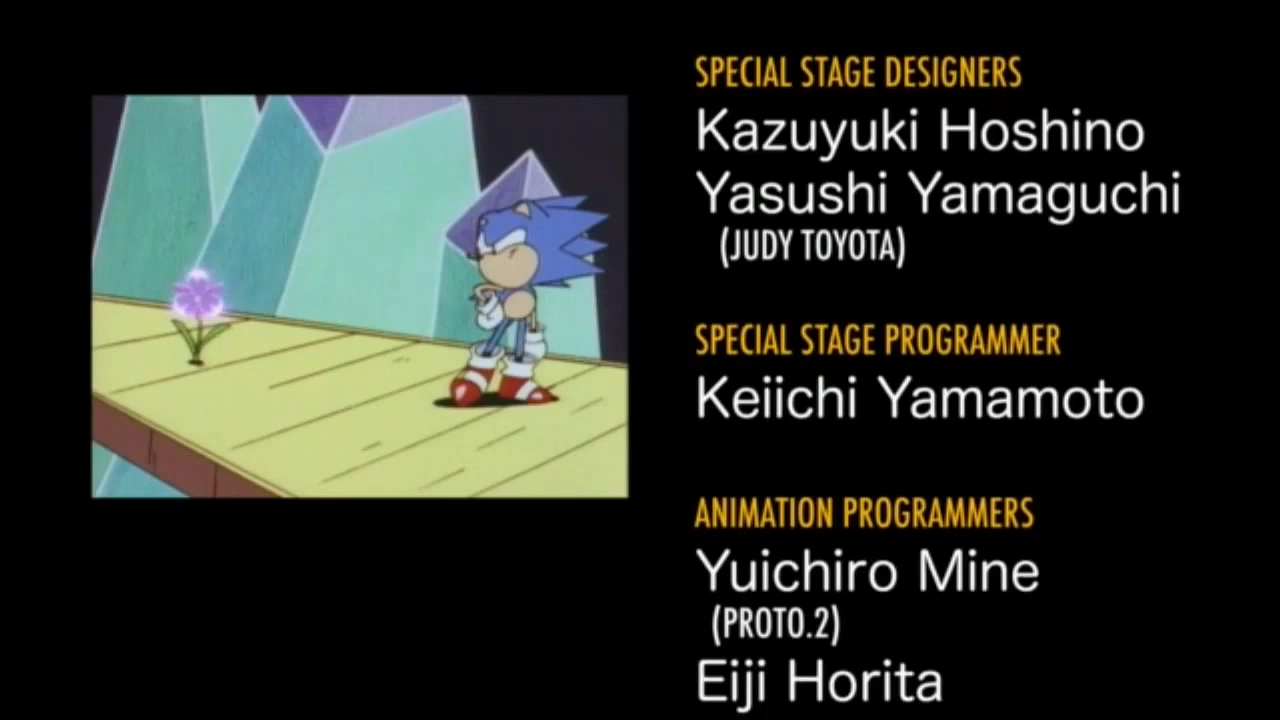 SPECIAL STAGE DESIGNERS
Kazuyuki Hoshino
Yasushi Yamaguchi
(JUDY TOYOTA)
SPECIAL STAGE PROGRAMMER
Keiichi Yamamoto
ANIMATION PROGRAMMERS
Yuichiro Mine
(PROTO.2)
Eiji Horita